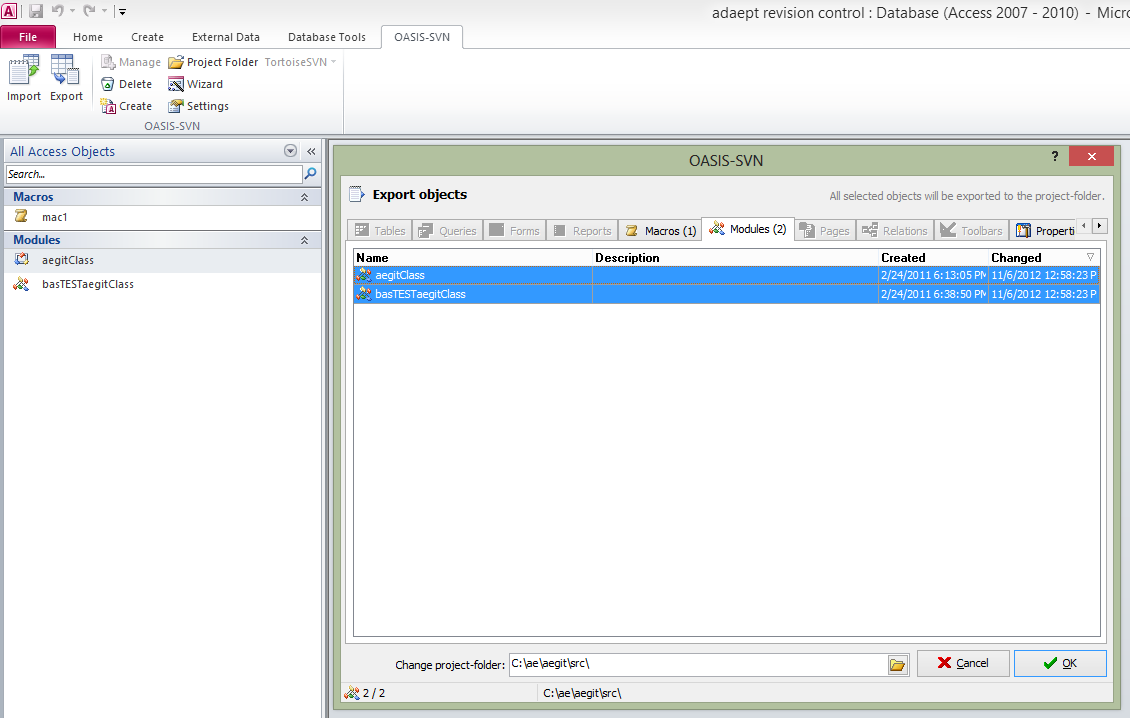 adaept revision control : Database (Access 2007 - 2010) - Micro
File Home Create External Data Database Tools OASIS-SVN
Manage Project Folder TortoiseSVN
Delete Wizard
Import Export Create Settings
OASIS-SVN
All Access Objects
Search...
Macros
mac1
Modules
aegitClass
basTESTaegitClass
OASIS-SVN ?
Export objects All selected objects will be exported to the project-folder.
Tables Queries Forms Reports Macros (1) Modules (2) Pages Relations Toolbars Properti
Name Description Created Changed
aegitClass 2/24/2011 6:13:05 PM 11/6/2012 12:58:23 P
basTESTaegitClass 2/24/2011 6:38:50 PM 11/6/2012 12:58:23 P
Change project-folder: C:\ae\aegit\src\ Cancel OK
2 / 2 C:\ae\aegit\src\